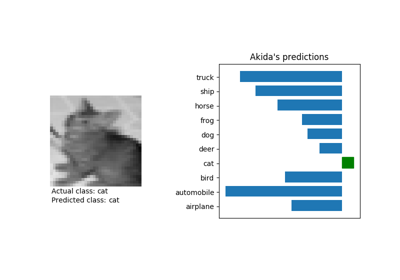 Akida's predictions
truck
ship
horse
frog
dog
deer
cat
bird
automobile
airplane
Actual class: cat
Predicted class: cat